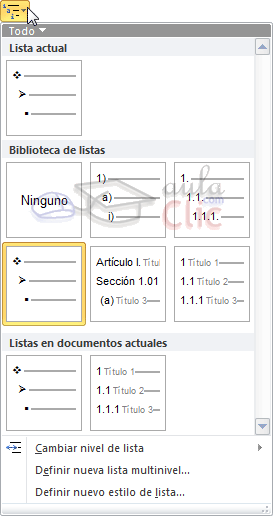 Todo
Lista actual
Biblioteca de listas
Ninguno
1)
a)
i)
1.
1.1.
1.1.1.
aula
Clic
.com
Artículo I. Títu
Sección 1.01
(a) Título 3
1 Título 1
1.1 Título 2
1.1.1 Título 3
Listas en documentos actuales
1 Título 1
1.1 Título 2
1.1.1 Título 3
Cambiar nivel de lista
Definir nueva lista multinivel...
Definir nuevo estilo de lista...